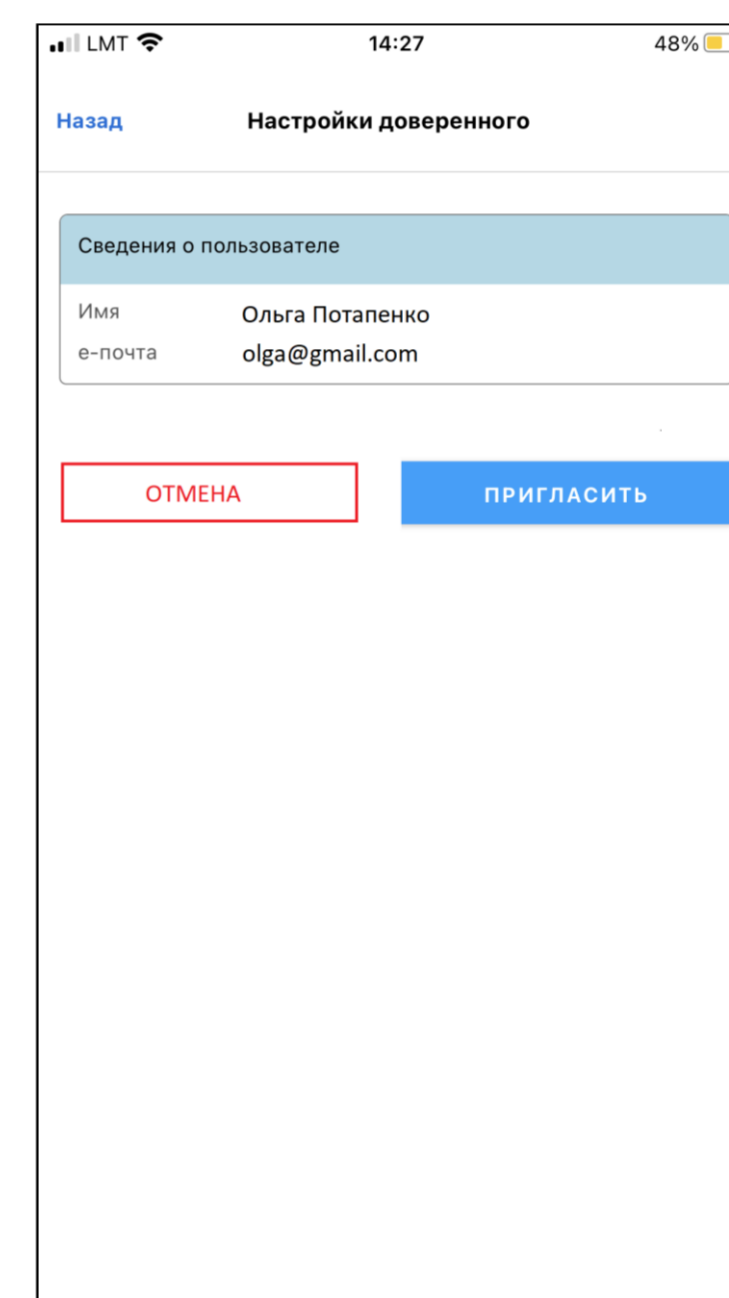 LMT 14:27 48%
Назад Настройки доверенного
Сведения о пользователе
Имя Ольга Потапенко
е-почта olga@gmail.com
ОТМЕНА ПРИГЛАСИТЬ